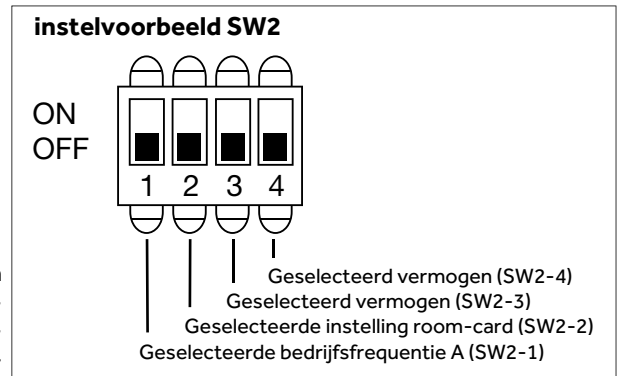 instelvoorbeeld SW2
ON
OFF
1 2 3 4
Geselecteerd vermogen (SW2-4)
Geselecteerd vermogen (SW2-3)
Geselecteerde instelling room-card (SW2-2)
Geselecteerde bedrijfsfrequentie A (SW2-1)